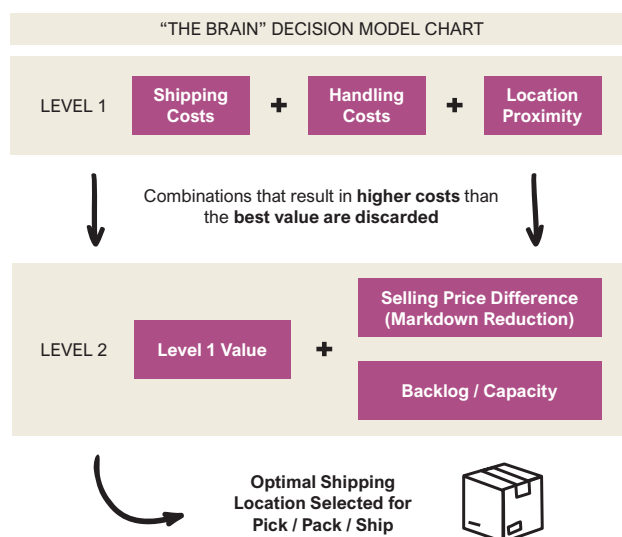 “THE BRAIN” DECISION MODEL CHART
LEVEL 1
Shipping
Costs
+
Handling
Costs
+
Location
Proximity
Combinations that result in higher costs than
the best value are discarded
LEVEL 2
Level 1 Value
+
Selling Price Difference
(Markdown Reduction)
Backlog / Capacity
Optimal Shipping
Location Selected for
Pick / Pack / Ship